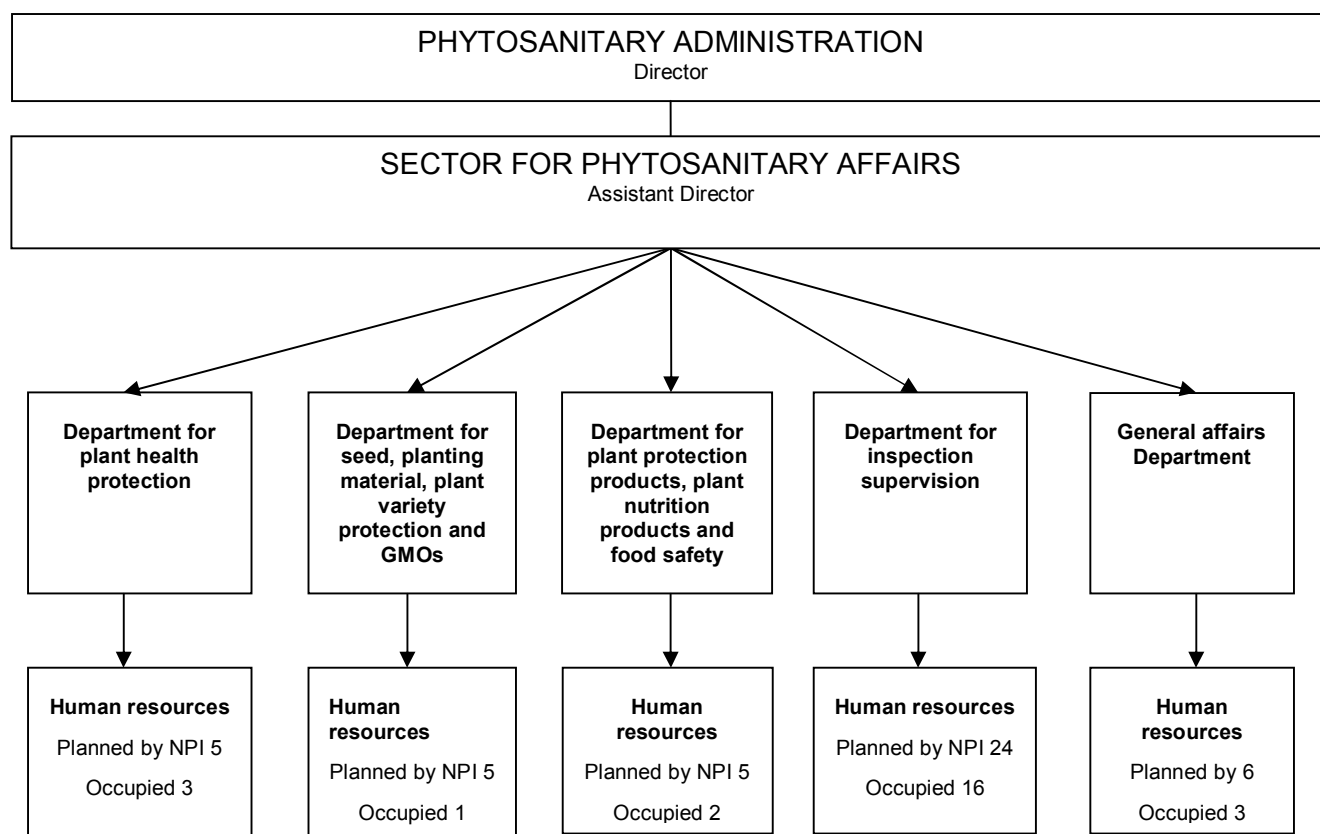 PHYTOSANITARY ADMINISTRATION
Director
SECTOR FOR PHYTOSANITARY AFFAIRS
Assistant Director
Department for
plant health
protection
Department for
seed, planting
material, plant
variety
protection and
GMOs
Department for
plant protection
products, plant
nutrition
products and
food safety
Department for
inspection
supervision
General affairs
Department
Human resources
Planned by NPI 5
Occupied 3
Human
resources
Planned by NPI 5
Occupied 1
Human
resources
Planned by NPI 5
Occupied 2
Human resources
Planned by NPI 24
Occupied 16
Human
resources
Planned by 6
Occupied 3